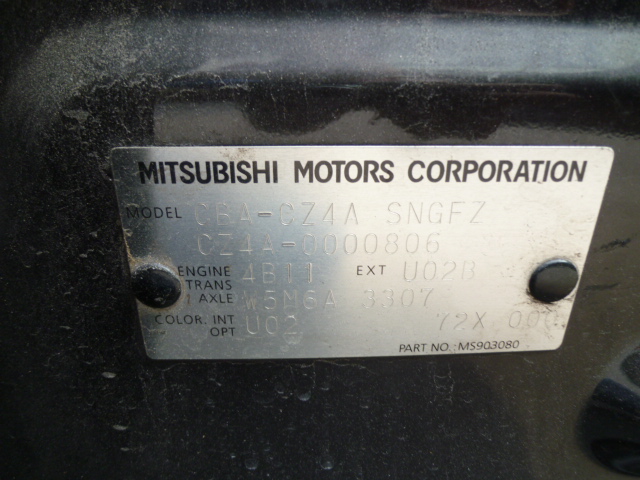 MITSUBISHI MOTORS CORPORATION
MODEL CBA-CZ4A SNGFZ
CZ4A-0000806
ENGINE 4B11 EXT U02B
TRANS AXLE W5M6A 3307
COLOR. INT OPT U02 72X 00
PART NO.: MS903080